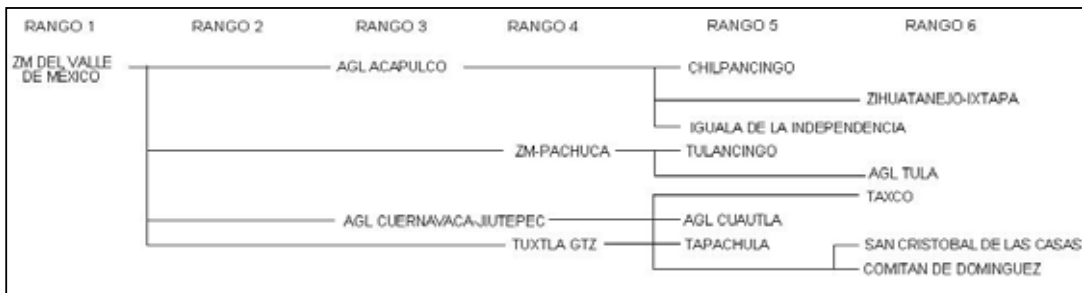 RANGO 1 RANGO 2 RANGO 3 RANGO 4 RANGO 5 RANGO 6
ZM DEL VALLE
DE MÉXICO
AGL ACAPULCO CHILPANCINGO
ZIHUATANEJO-IXTAPA
IGUALA DE LA INDEPENDENCIA
ZM-PACHUCA TULANCINGO
AGL TULA
TAXCO
AGL CUERNAVACA-JIUTEPEC AGL CUAUTLA
TUXTLA GTZ TAPACHULA SAN CRISTOBAL DE LAS CASAS
COMITAN DE DOMINGUEZ